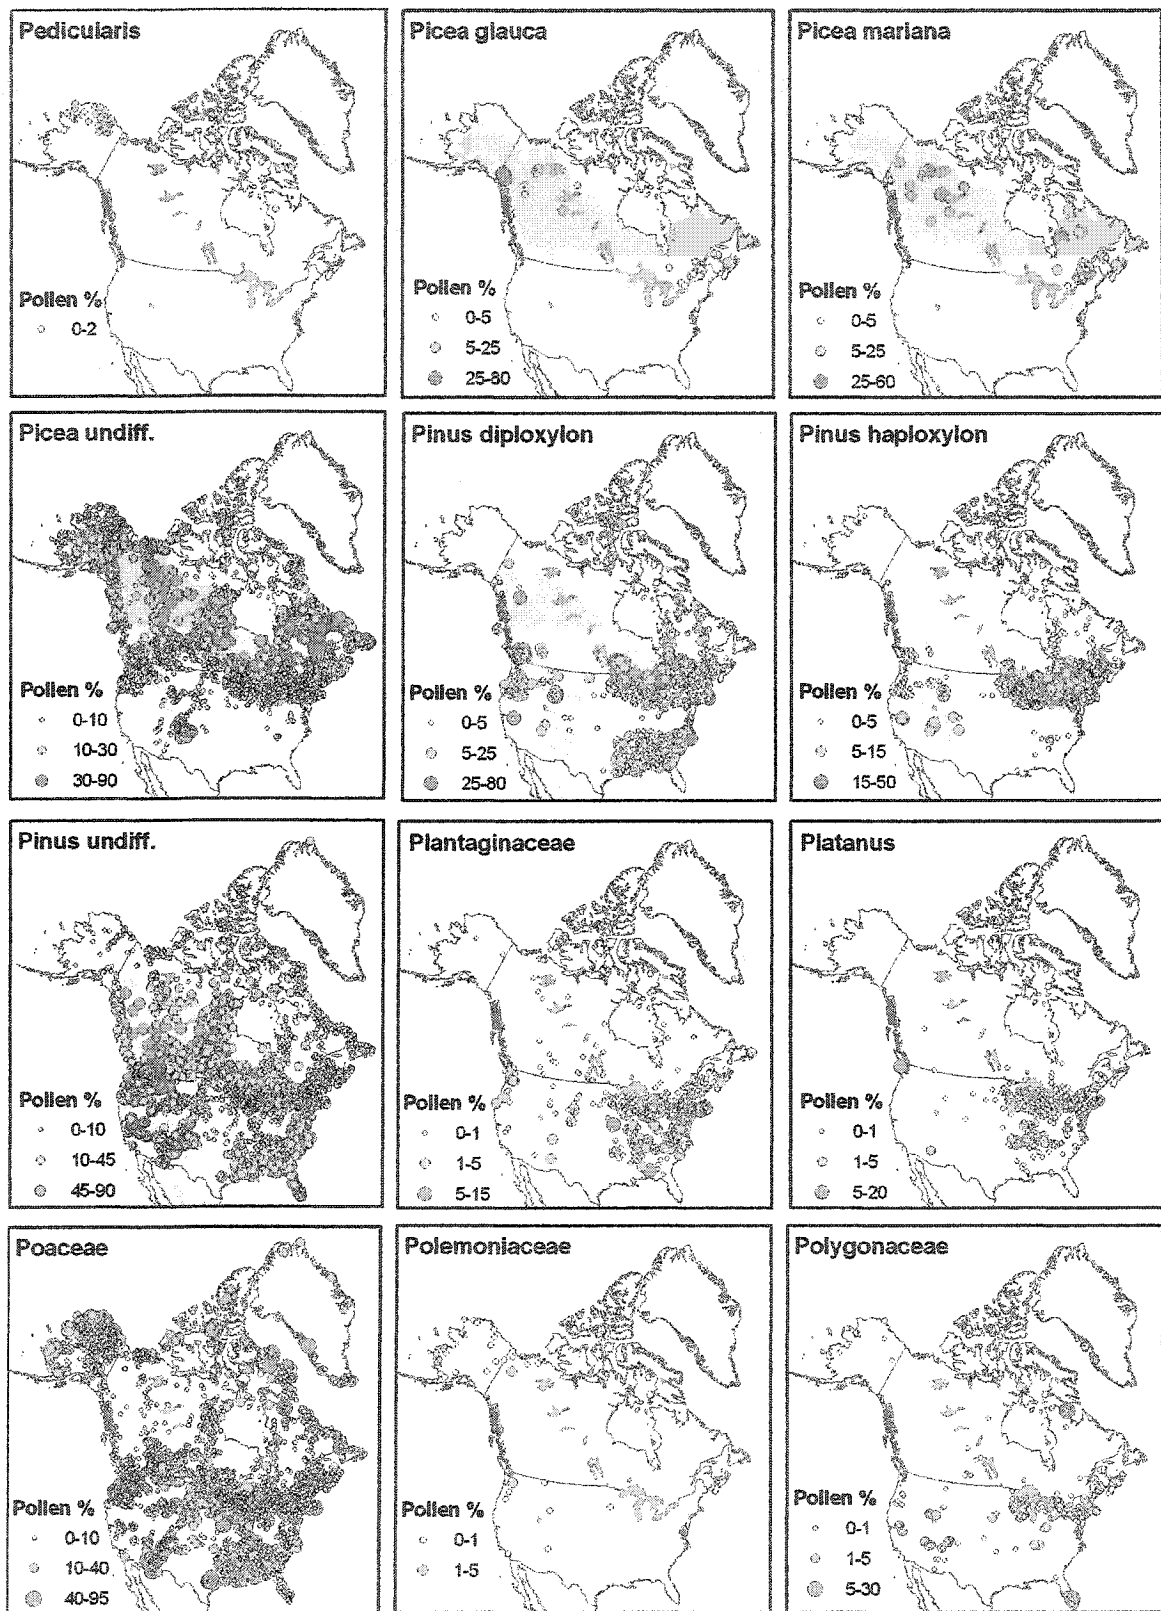 Pedicularis
Pollen %
0-2
Picea glauca
Pollen %
0-5
5-25
25-80
Picea mariana
Pollen %
0-5
5-25
25-60
Picea undiff.
Pollen %
0-10
10-30
30-90
Pinus diploxylon
Pollen %
0-5
5-25
25-80
Pinus haploxylon
Pollen %
0-5
5-15
15-50
Pinus undiff.
Pollen %
0-10
10-45
45-90
Plantaginaceae
Pollen %
0-1
1-5
5-15
Platanus
Pollen %
0-1
1-5
5-20
Poaceae
Pollen %
0-10
10-40
40-95
Polemoniaceae
Pollen %
0-1
1-5
Polygonaceae
Pollen %
0-1
1-5
5-30